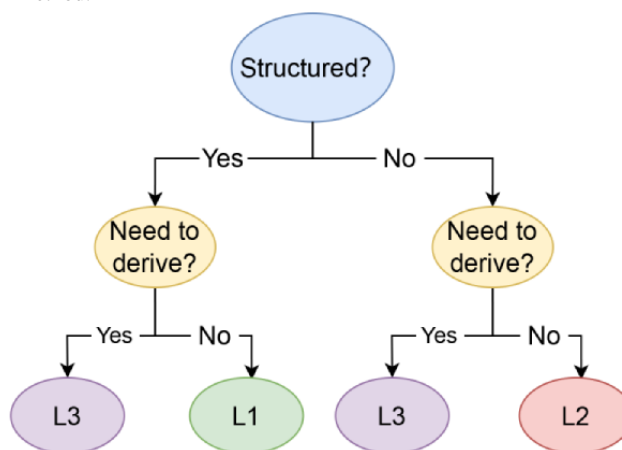 Structured?
Yes
No
Need to
derive?
Need to
derive?
Yes
No
Yes
No
L3
L1
L3
L2